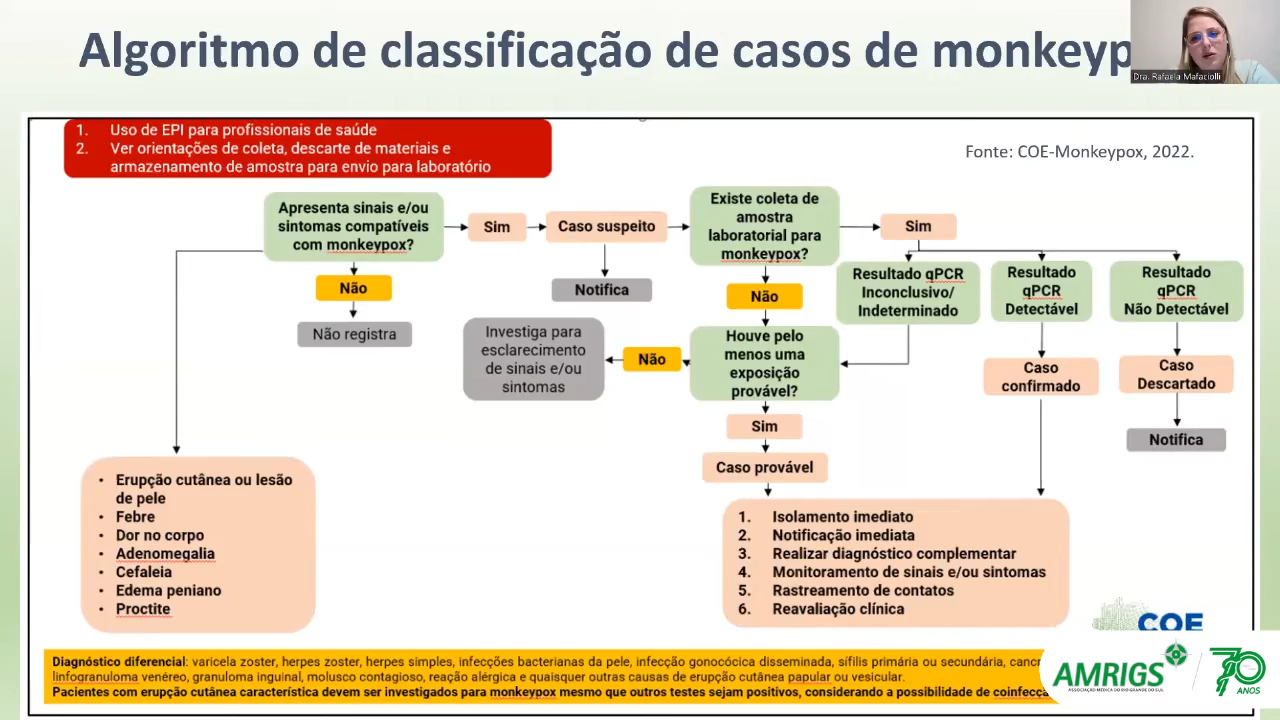 Algoritmo de classificação de casos de
Dra. Rafaela Mafaciolli
1. Uso de EPI para profissionais de saúde
2. Ver orientações de coleta, descarte de materiais e
armazenamento de amostra para envio para laboratório
Fonte: COE-Monkeypox, 2022.
Apresenta sinais e/ou
sintomas compatíveis
com monkeypox?
Sim
Caso suspeito
Existe coleta de
amostra
laboratorial para
monkeypox?
Sim
Não
Não registra
Notifica
Não
Resultado qPCR
Inconclusivo/
Indeterminado
Resultado
qPCR
Detectável
Resultado
qPCR
Não Detectável
Investiga para
esclarecimento
de sinais e/ou
sintomas
Não
Houve pelo
menos uma
exposição
provável?
Caso
confirmado
Caso
Descartado
Sim
Notifica
Caso provável
• Erupção cutânea ou lesão
de pele
• Febre
• Dor no corpo
• Adenomegalia
• Cefaleia
• Edema peniano
• Proctite
1. Isolamento imediato
2. Notificação imediata
3. Realizar diagnóstico complementar
4. Monitoramento de sinais e/ou sintomas
5. Rastreamento de contatos
6. Reavaliação clínica
COE
Diagnóstico diferencial: varicela zoster, herpes zoster, herpes simples, infecções bacterianas da pele, infecção gonocócica disseminada, sífilis primária ou secundária,
linfogranuloma venéreo, granuloma inguinal, molusco contagioso, reação alérgica e quaisquer outras causas de erupção cutânea papular ou vesicular.
Pacientes com erupção cutânea característica devem ser investigados para monkeypox mesmo que outros testes sejam positivos, considerando a possibilidade de
AMRIGS
ASSOCIAÇÃO MÉDICA DO RIO GRANDE DO SUL
70
ANOS